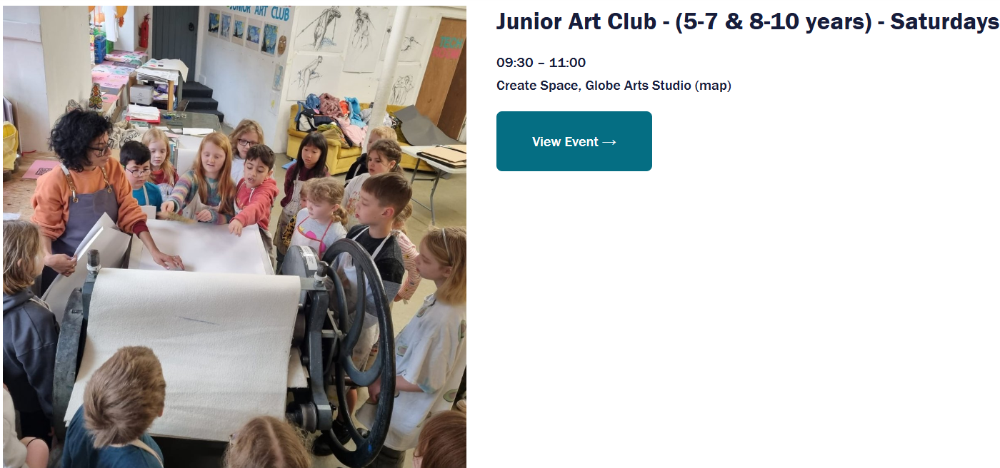 JUNIOR ART CLUB
TECH
Junior Art Club - (5-7 & 8-10 years) - Saturdays
09:30 – 11:00
Create Space, Globe Arts Studio (map)
View Event →